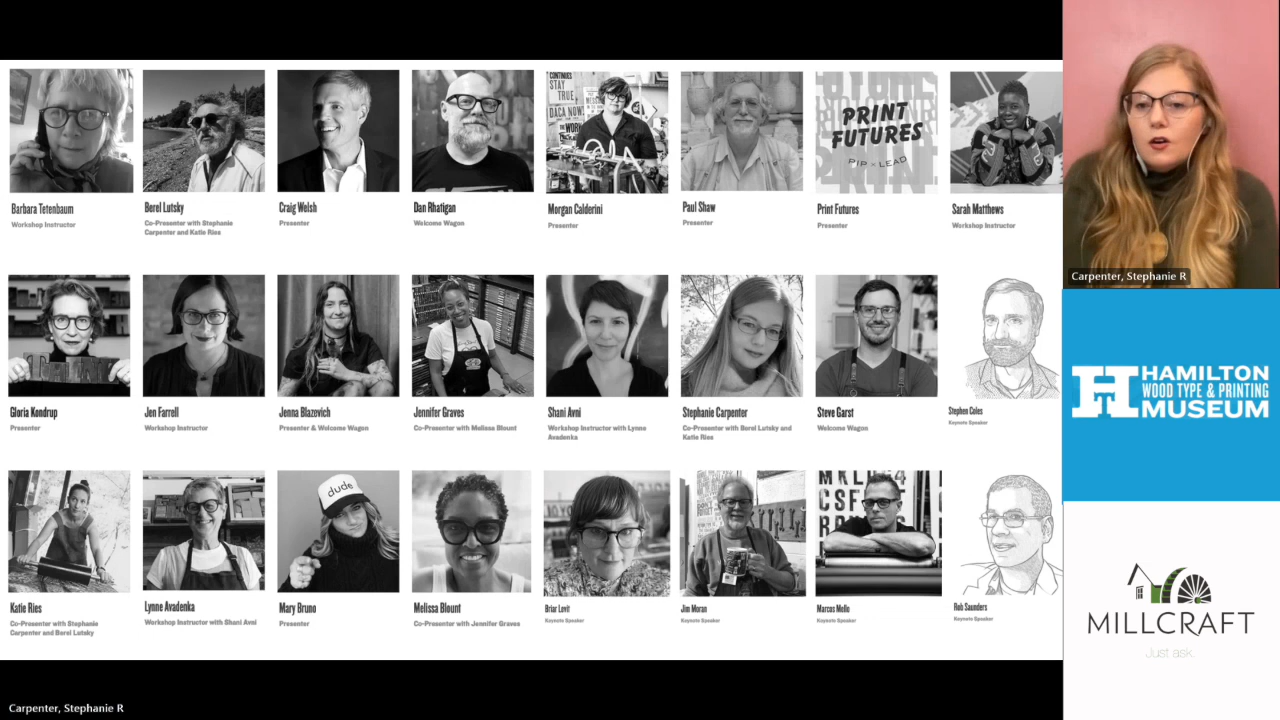 CONTINUES
STAY
TRUE
DACA NOW!
PRINT
FUTURES
PIP × LEAD
Barbara Tetenbaum
Workshop Instructor
Berel Lutsky
Co-Presenter with Stephanie
Carpenter and Katie Ries
Craig Welsh
Presenter
Dan Rhatigan
Welcome Wagon
Morgan Calderini
Presenter
Paul Shaw
Presenter
Print Futures
Presenter
Sarah Matthews
Workshop Instructor
Gloria Kondrup
Presenter
Jen Farrell
Workshop Instructor
Jenna Blazevich
Presenter & Welcome Wagon
Jennifer Graves
Co-Presenter with Melissa Blount
Shani Avni
Workshop Instructor with Lynne
Avadenka
Stephanie Carpenter
Co-Presenter with Borel Lutsky and
Katie Ries
Steve Garst
Welcome Wagon
Stephen Coles
Keynote Speaker
dude
Katie Ries
Co-Presenter with Stephanie
Carpenter and Berel Lutsky
Lynne Avadenka
Workshop Instructor with Shani Avni
Mary Bruno
Presenter
Melissa Blount
Co-Presenter with Jennifer Graves
Briar Levit
Keynote Speaker
Jim Moran
Keynote Speaker
Marcos Mello
Keynote Speaker
Rob Saunders
Keynote Speaker
Carpenter, Stephanie R
HAMILTON
WOOD TYPE & PRINTING
MUSEUM
MILLCRAFT
Just ask.
Carpenter, Stephanie R